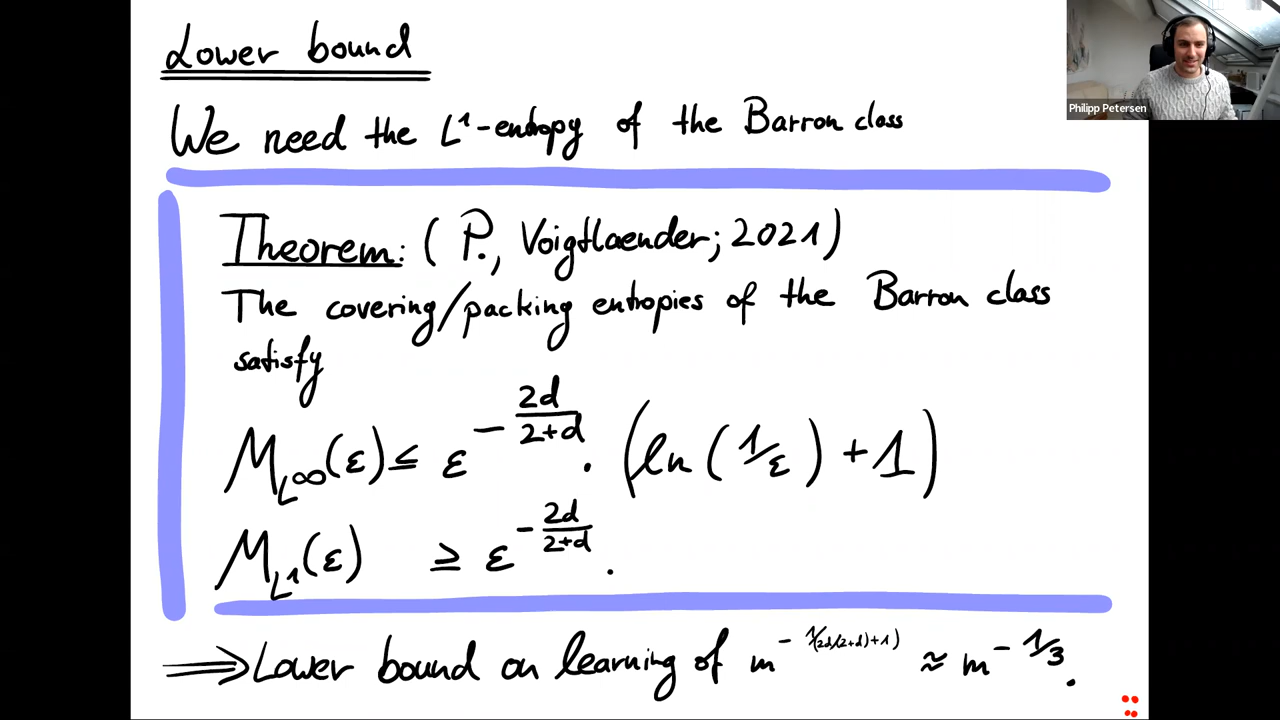 Lower bound
Philipp Petersen
We need the L¹-entropy of the Barron class
Theorem: (P., Voigtlaender; 2021)
The covering/packing entropies of the Barron class
satisfy
M_{L^∞}(ε) ≤ ε^{-2d/(2+d)} · (ln(1/ε) + 1)
M_{L¹}(ε) ≥ ε^{-2d/(2+d)}.
⟹ Lower bound on learning of m^{-1/(2d/(2+d)+1)} ≈ m^{-1/3}.